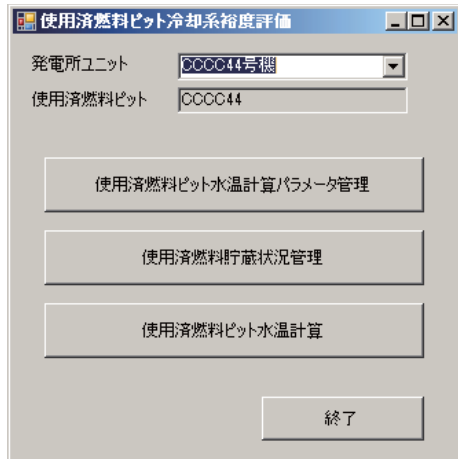 使用済燃料ピット冷却系裕度評価
発電所ユニット CCCC44号機
使用済燃料ピット CCCC44
使用済燃料ピット水温計算パラメータ管理
使用済燃料貯蔵状況管理
使用済燃料ピット水温計算
終了